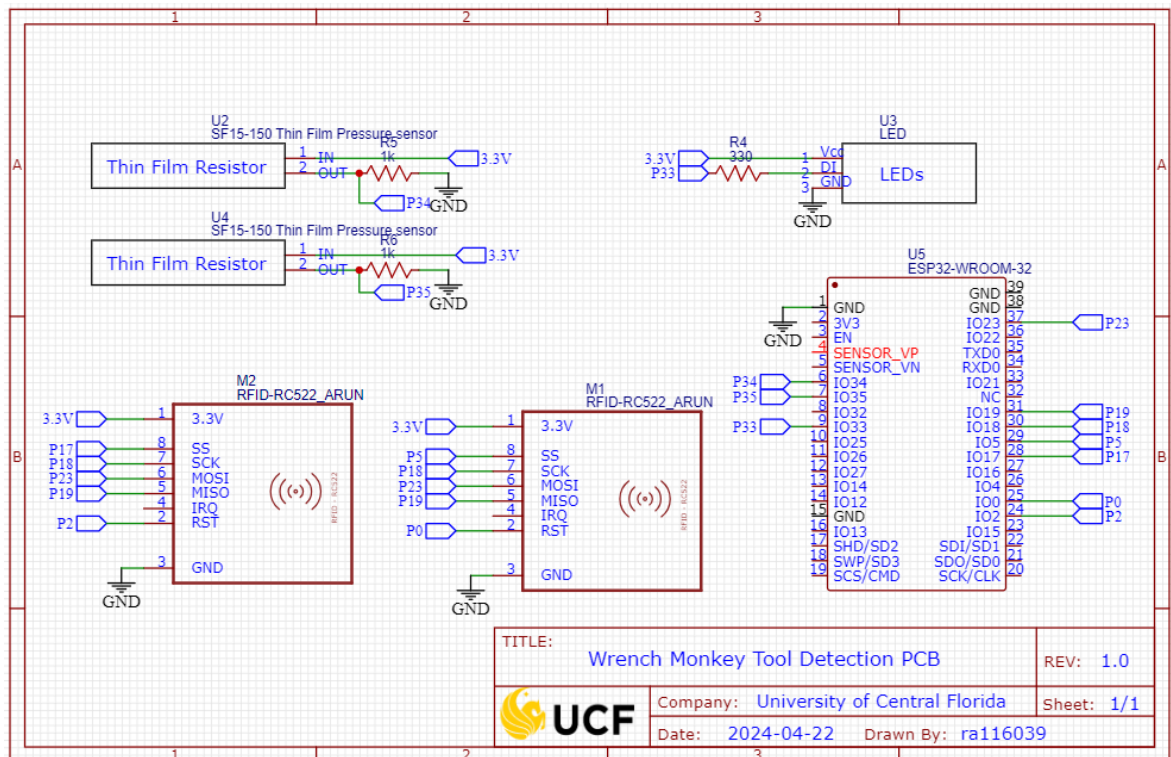 1 2 3
A A
U2
SF15-150 Thin Film Pressure sensor
Thin Film Resistor
1 IN 3.3V
2 OUT
R5
1k
P34
GND
U4
SF15-150 Thin Film Pressure sensor
Thin Film Resistor
1 IN 3.3V
2 OUT
R6
1k
P35
GND
U3
LED
R4
330
3.3V 1 Vcc
P33 2 DI
3 GND
LEDs
GND
U5
ESP32-WROOM-32
1 GND
2 3V3
3 EN
4 SENSOR_VP
5 SENSOR_VN
P34 6 IO34
P35 7 IO35
8 IO32
P33 9 IO33
10 IO25
11 IO26
12 IO27
13 IO14
14 IO12
15 GND
16 IO13
17 SHD/SD2
18 SWP/SD3
19 SCS/CMD
GND
GND 39
GND 38
IO23 37 P23
IO22 36
TXD0 35
RXD0 34
IO21 33
NC 32
IO19 31 P19
IO18 30 P18
IO5 29 P5
IO17 28 P17
IO16 27
IO4 26
IO0 25 P0
IO2 24 P2
IO15 23
SDI/SD1 22
SDO/SD0 21
SCK/CLK 20
B B
M2
RFID-RC522_ARUN
3.3V 1 3.3V
P17 8 SS
P18 7 SCK
P23 6 MOSI
P19 5 MISO
4 IRQ
P2 2 RST
3 GND
GND
RFID - RC522
M1
RFID-RC522_ARUN
3.3V 1 3.3V
P5 8 SS
P18 7 SCK
P23 6 MOSI
P19 5 MISO
4 IRQ
P0 2 RST
3 GND
GND
RFID - RC522
TITLE:
Wrench Monkey Tool Detection PCB
REV: 1.0
UCF
Company: University of Central Florida
Sheet: 1/1
Date: 2024-04-22 Drawn By: ra116039
1 2 3